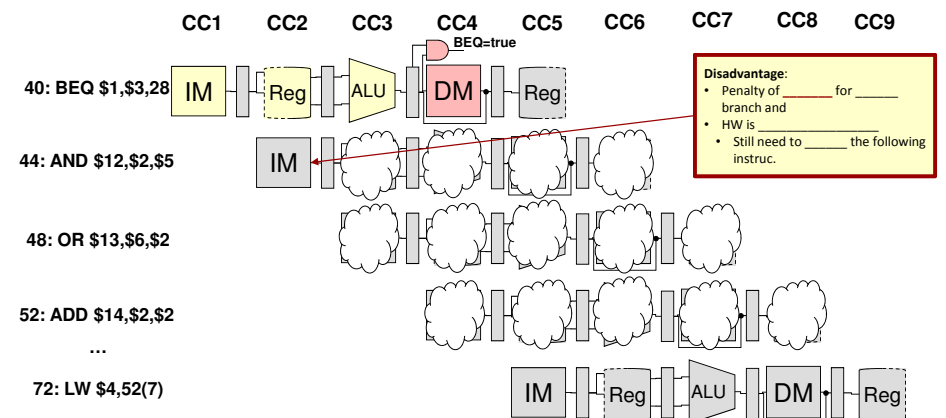 CC1 CC2 CC3 CC4 CC5 CC6 CC7 CC8 CC9
BEQ=true
40: BEQ $1,$3,28 IM Reg ALU DM Reg
Disadvantage:
• Penalty of _______ for ______
branch and
• HW is __________________
• Still need to ______ the following
instruc.
44: AND $12,$2,$5 IM
48: OR $13,$6,$2
52: ADD $14,$2,$2
…
72: LW $4,52(7) IM Reg ALU DM Reg